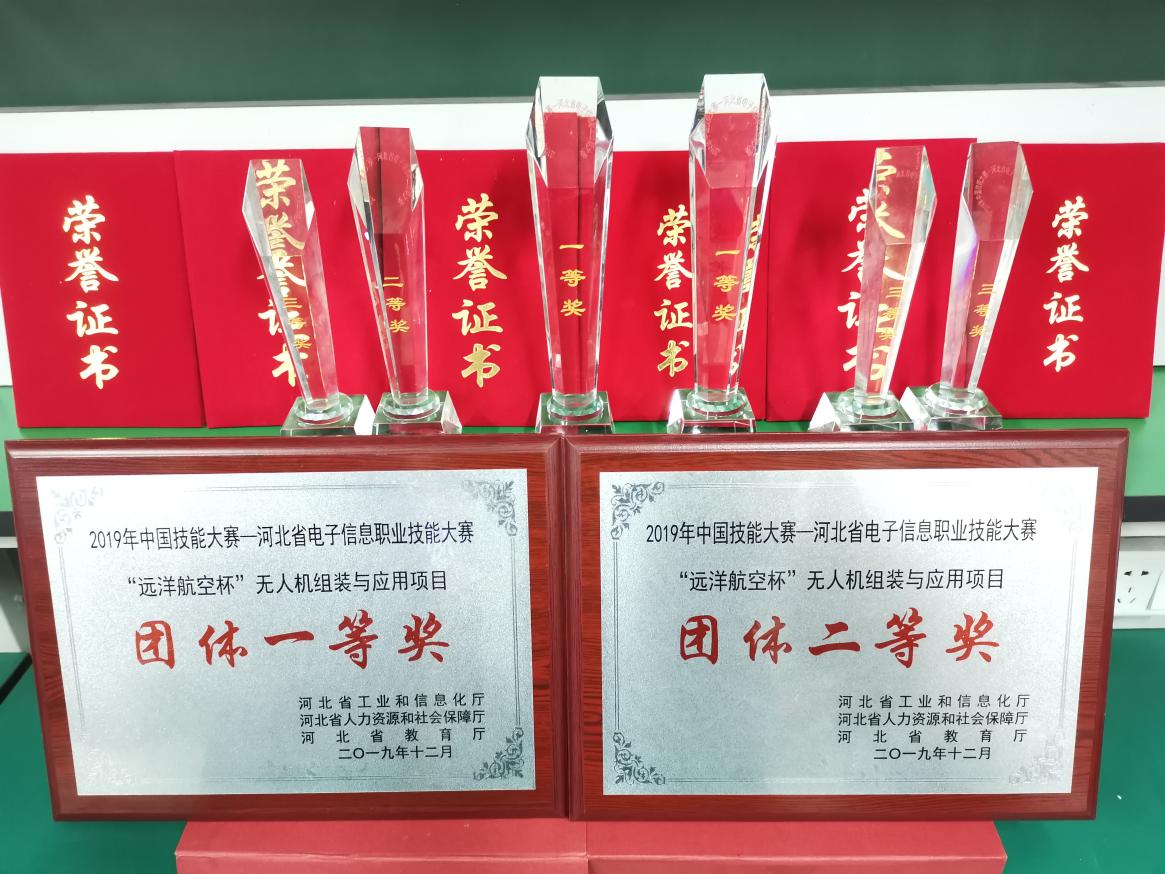 荣誉证书
荣誉证书
三等奖
二等奖
荣誉证书
一等奖
荣誉证书
一等奖
荣誉证书
三等奖
三等奖
荣誉证书
2019年中国技能大赛—河北省电子信息职业技能大赛
“远洋航空杯”无人机组装与应用项目
团体一等奖
河北省工业和信息化厅
河北省人力资源和社会保障厅
河北省教育厅
二〇一九年十二月
2019年中国技能大赛—河北省电子信息职业技能大赛
“远洋航空杯”无人机组装与应用项目
团体二等奖
河北省工业和信息化厅
河北省人力资源和社会保障厅
河北省教育厅
二〇一九年十二月